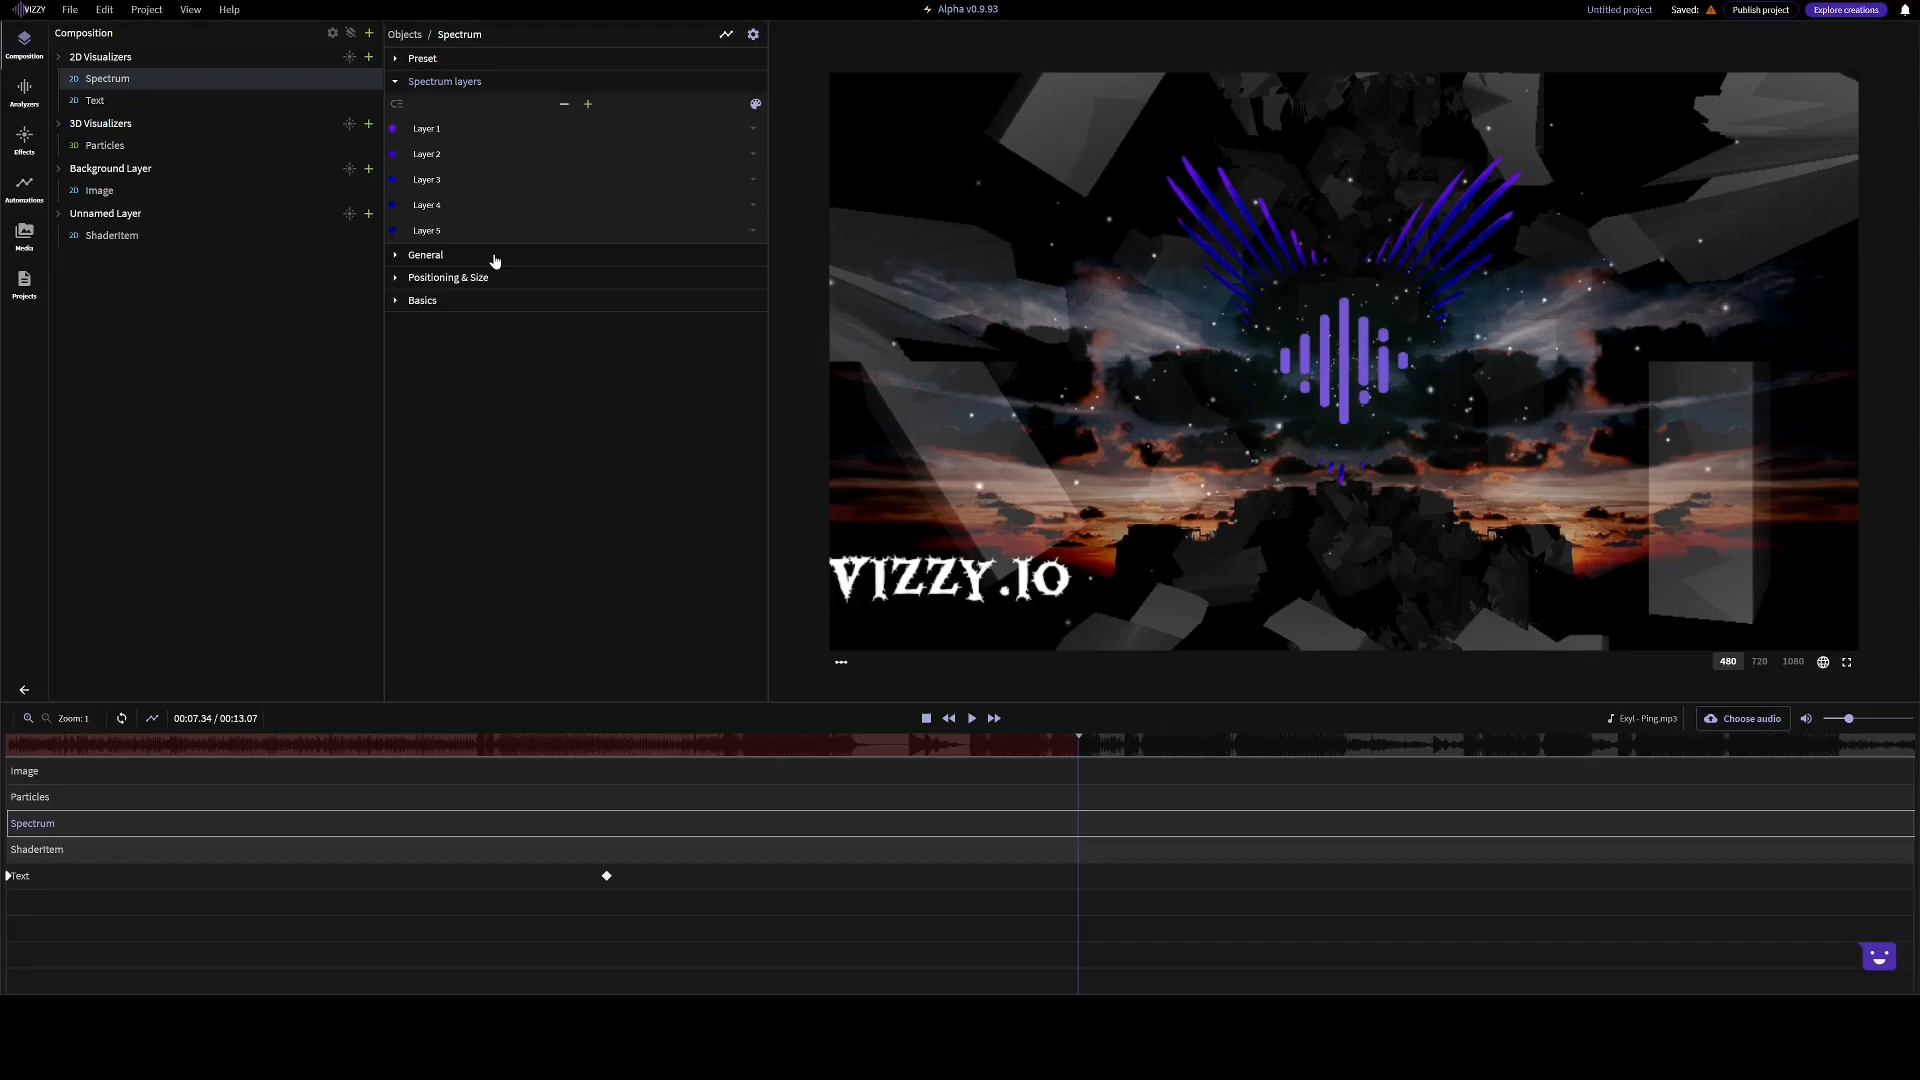 VIZZY
File
Edit
Project
View
Help
Alpha v0.9.93
Untitled project
Saved:
Publish project
Explore creations
Composition
Analyzers
Effects
Automations
Media
Projects
Composition
2D Visualizers
2D Spectrum
2D Text
3D Visualizers
3D Particles
Background Layer
2D Image
Unnamed Layer
2D ShaderItem
Objects / Spectrum
Preset
Spectrum layers
Layer 1
Layer 2
Layer 3
Layer 4
Layer 5
General
Positioning & Size
Basics
VIZZY.IO
480 720 1080
Zoom: 1
00:07.34 / 00:13.07
Exyl - Ping.mp3
Choose audio
Image
Particles
Spectrum
ShaderItem
Text